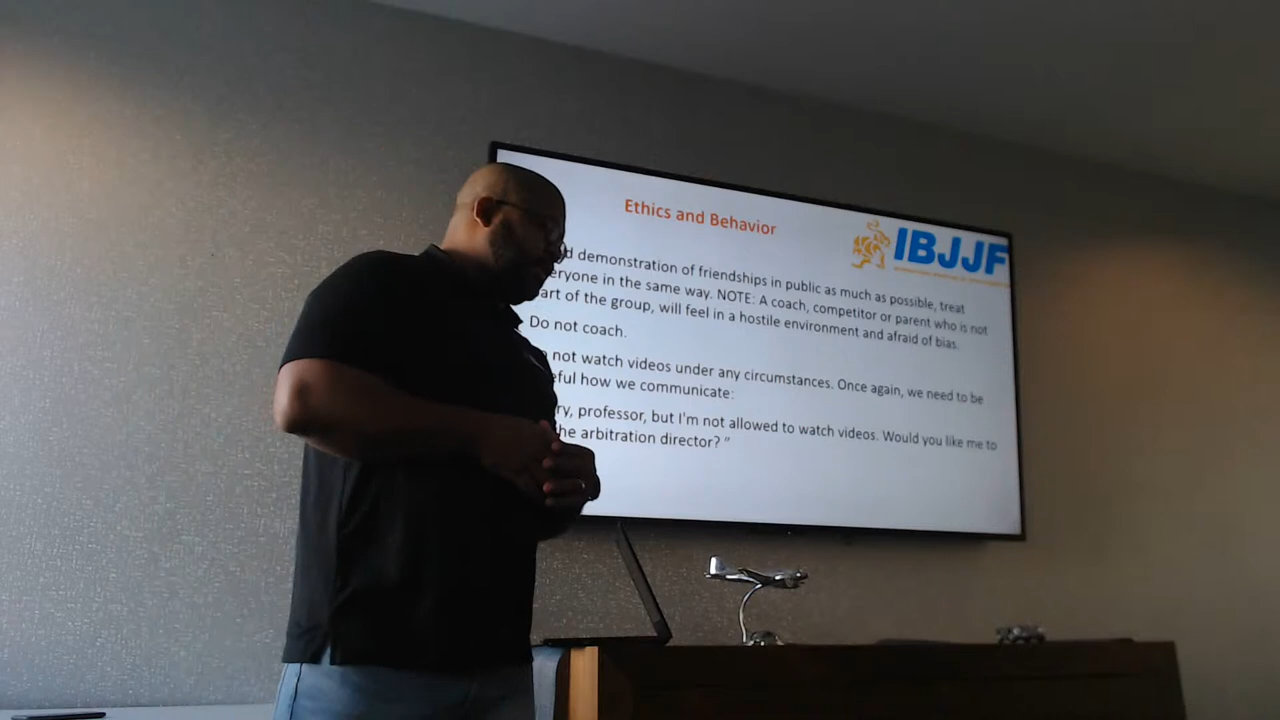 Ethics and Behavior
IBJJF
d demonstration of friendships in public as much as possible, treat
eryone in the same way. NOTE: A coach, competitor or parent who is not
art of the group, will feel in a hostile environment and afraid of bias.
Do not coach.
not watch videos under any circumstances. Once again, we need to be
eful how we communicate:
ry, professor, but I'm not allowed to watch videos. Would you like me to
he arbitration director? "